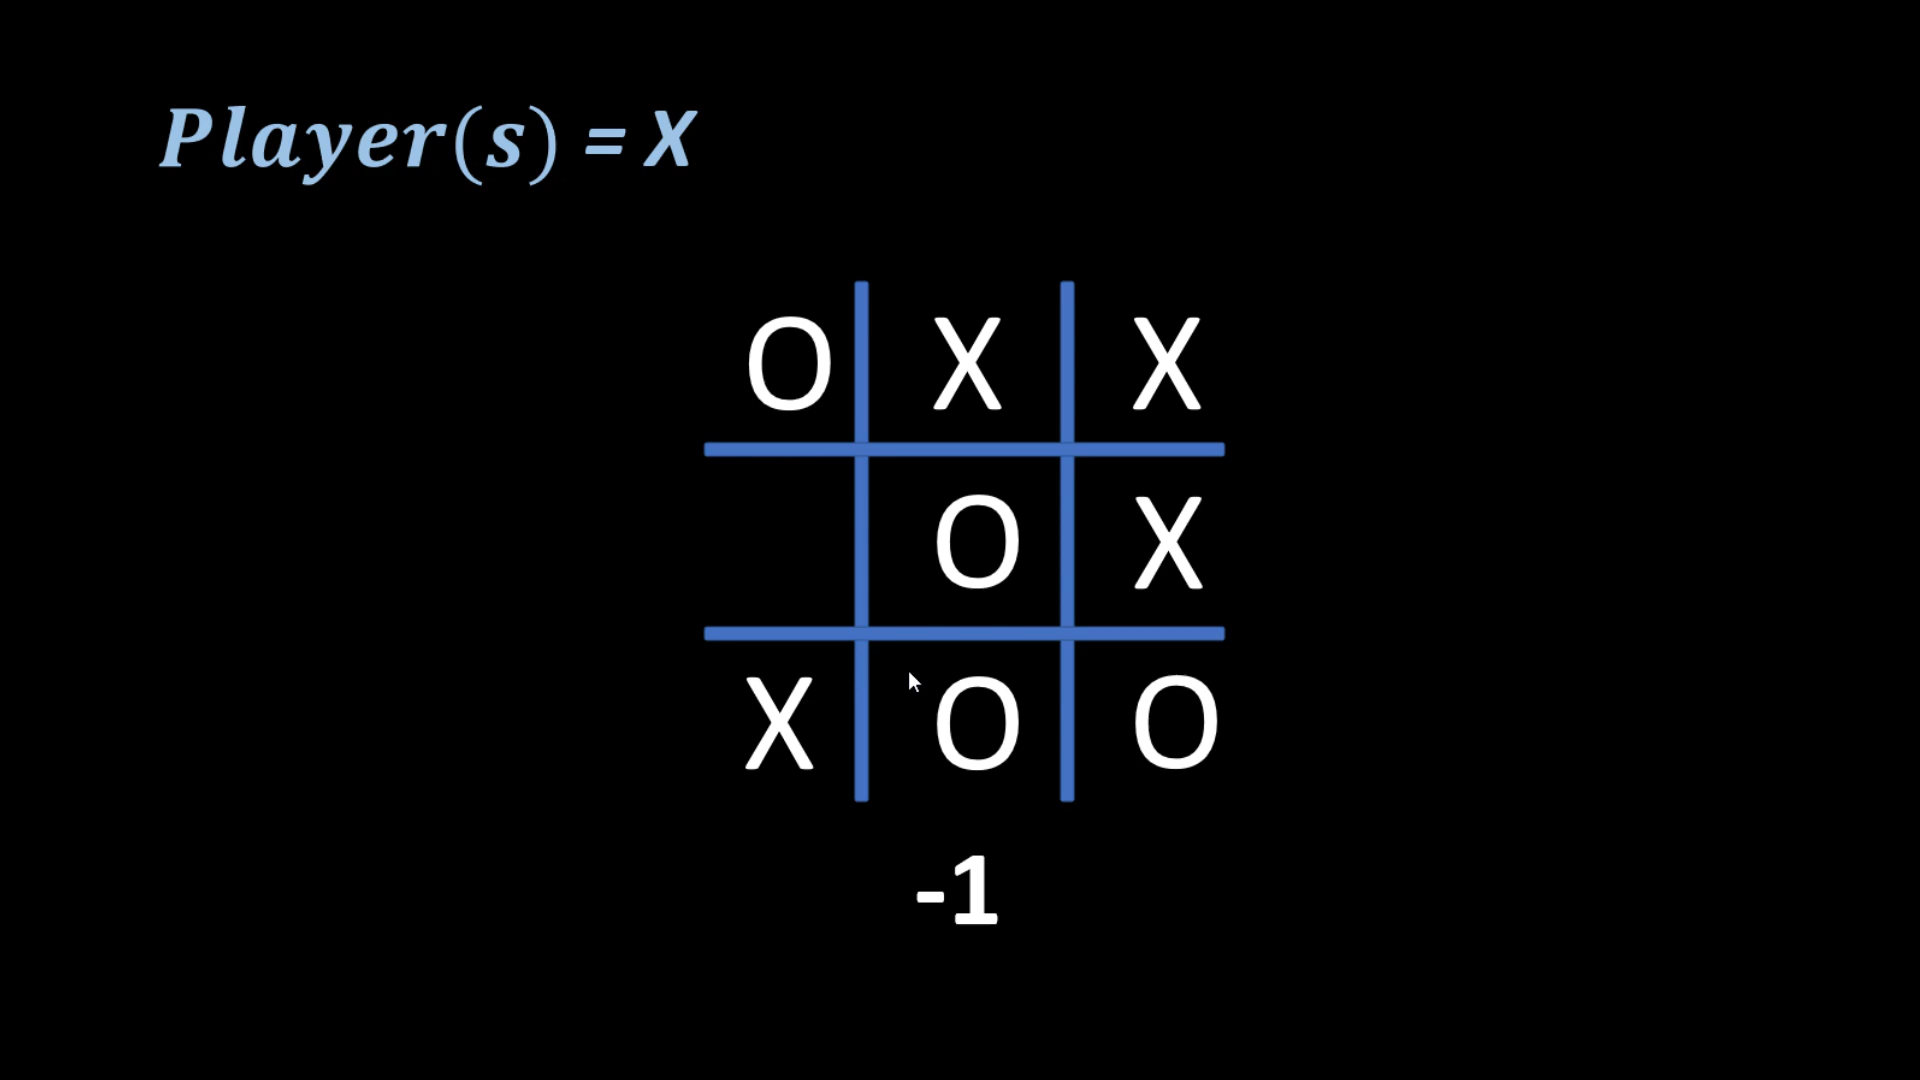 Player(s) = X
O X X
O X
X O O
-1